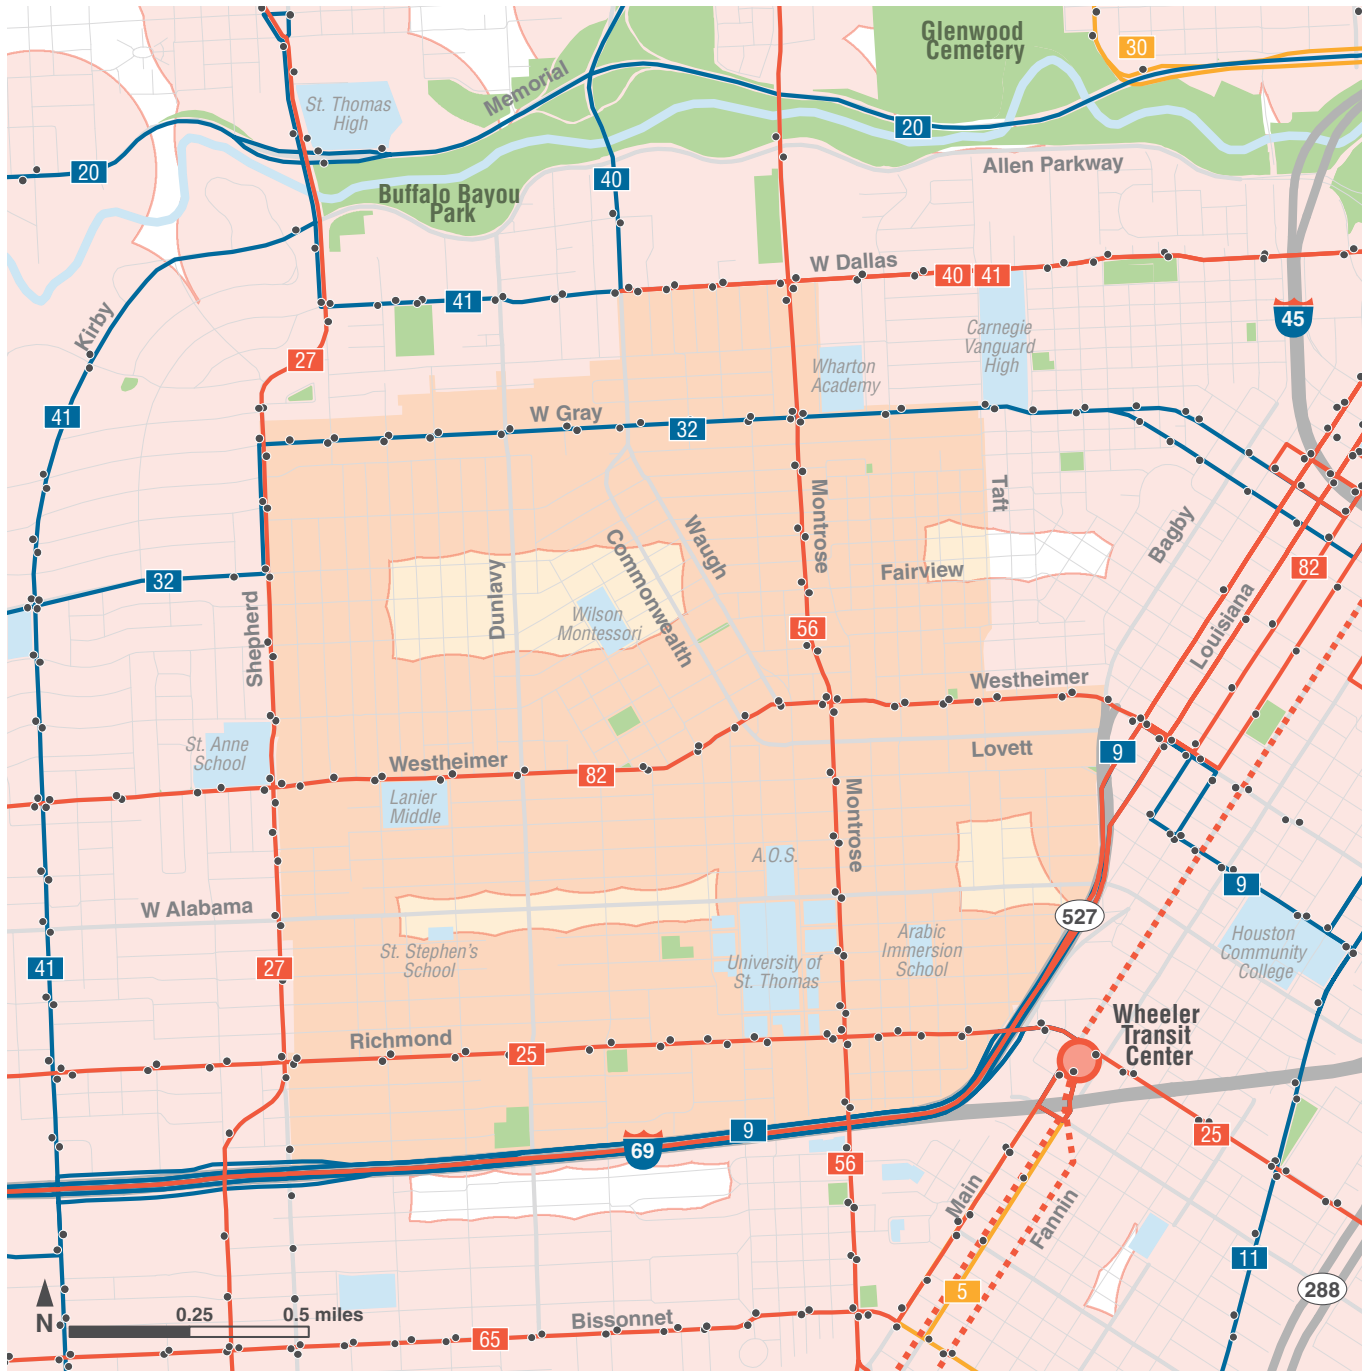 Glenwood
Cemetery
30
Memorial
St. Thomas
High
20
20
Allen Parkway
40
Buffalo Bayou
Park
W Dallas
40 41
41
45
Kirby
27
Carnegie
Vanguard
High
Wharton
Academy
41
W Gray
32
Taft
Montrose
Bagby
Waugh
Commonwealth
Dunlavy
Fairview
82
32
Shepherd
Wilson
Montessori
56
Louisiana
Westheimer
St. Anne
School
Westheimer
82
Lovett
9
Lanier
Middle
Montrose
A.O.S.
9
W Alabama
527
St. Stephen's
School
Arabic
Immersion
School
Houston
Community
College
41
27
University of
St. Thomas
Wheeler
Transit
Center
Richmond
25
9
69
25
56
Main
Fannin
11
5
288
N
0.25
0.5 miles
Bissonnet
65